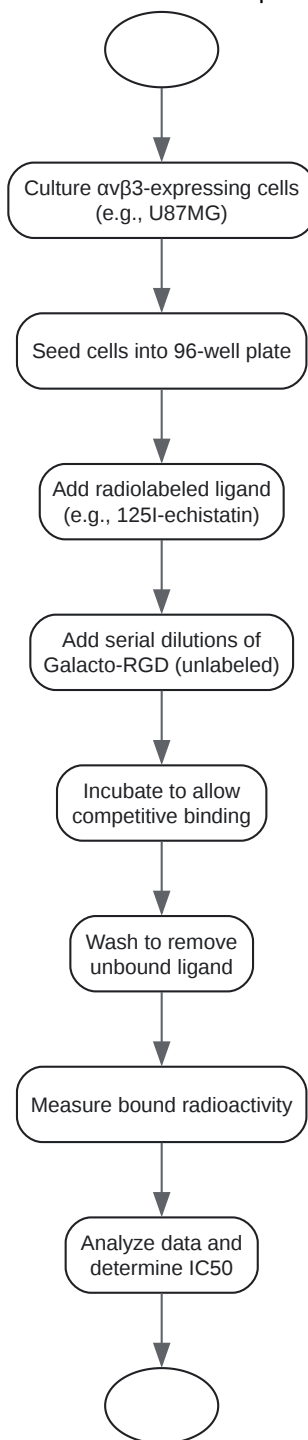 Culture αvβ3-expressing cells
(e.g., U87MG)
Seed cells into 96-well plate
Add radiolabeled ligand
(e.g., 125I-echistatin)
Add serial dilutions of
Galacto-RGD (unlabeled)
Incubate to allow
competitive binding
Wash to remove
unbound ligand
Measure bound radioactivity
Analyze data and
determine IC50